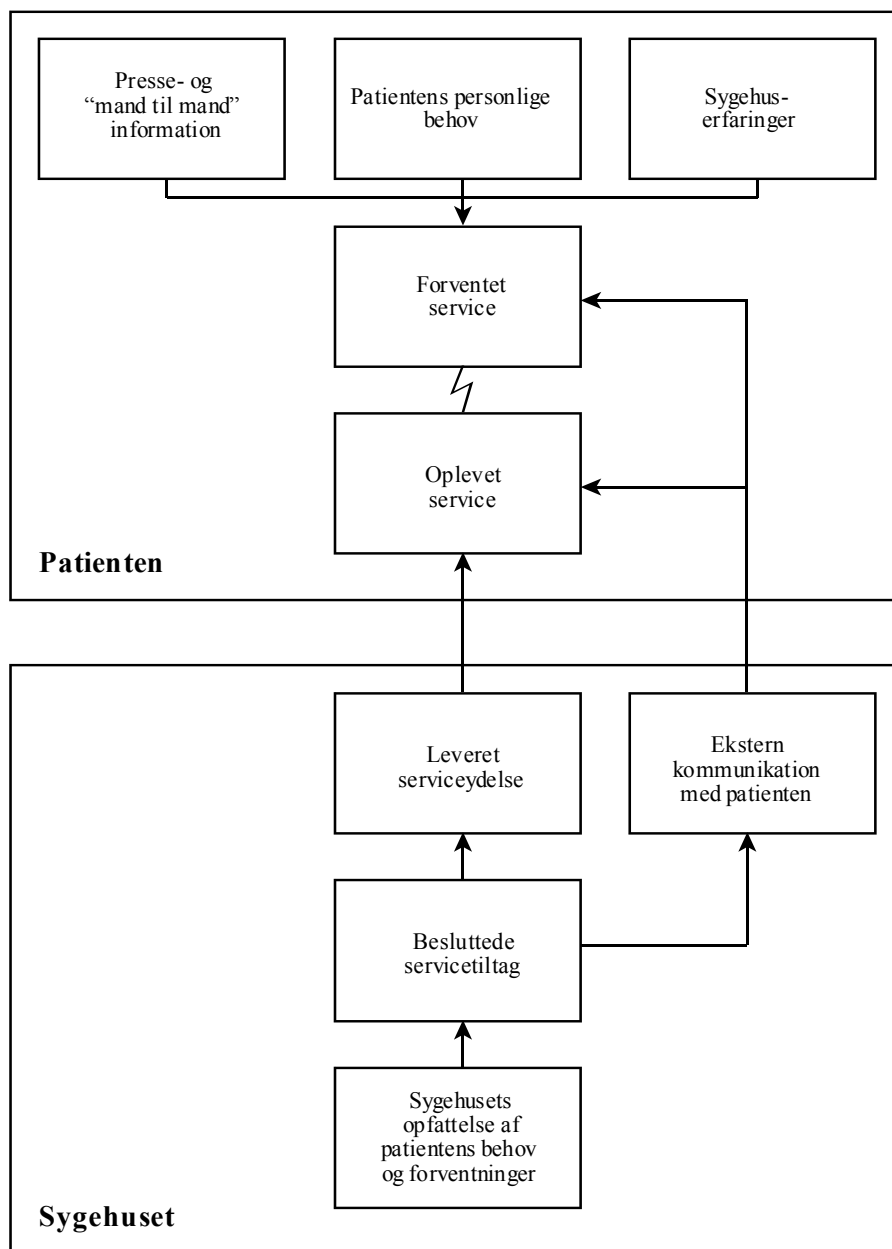 Presse- og
“mand til mand”
information
Patientens personlige
behov
Sygehus-
erfaringer
Forventet
service
Oplevet
service
Patienten
Leveret
serviceydelse
Ekstern
kommunikation
med patienten
Besluttede
servicetiltag
Sygehusets
opfattelse af
patientens behov
og forventninger
Sygehuset